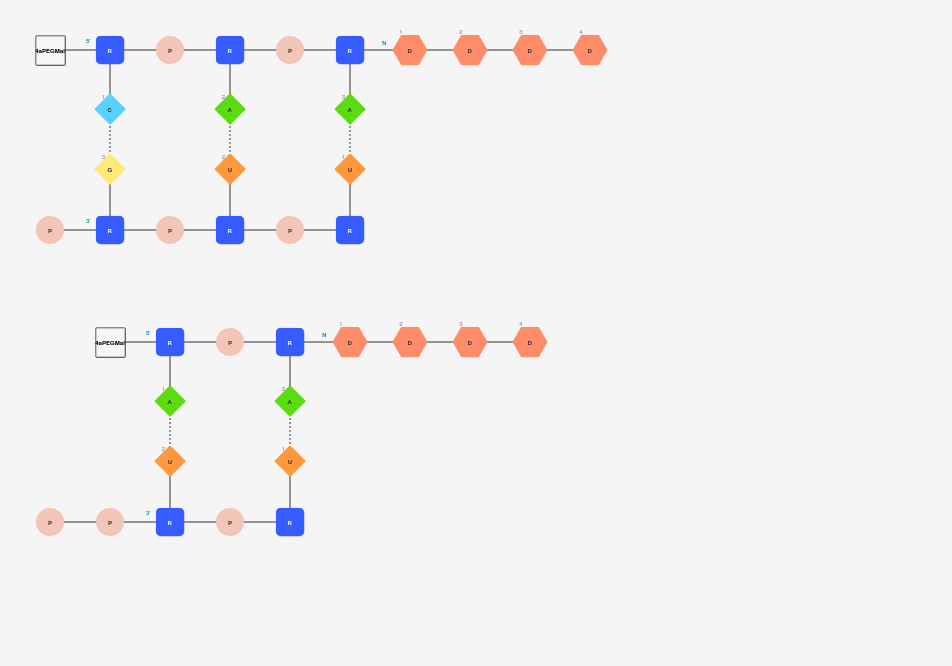 1 2 3 4
4aPEGMal 5' R P R P R N D D D D
1 2 3
C A A
3 2 1
G U U
P 3' R P R P R
1 2 3 4
5' R P R N D D D D
1 2
A A
2 1
U U
P P 3' R P R